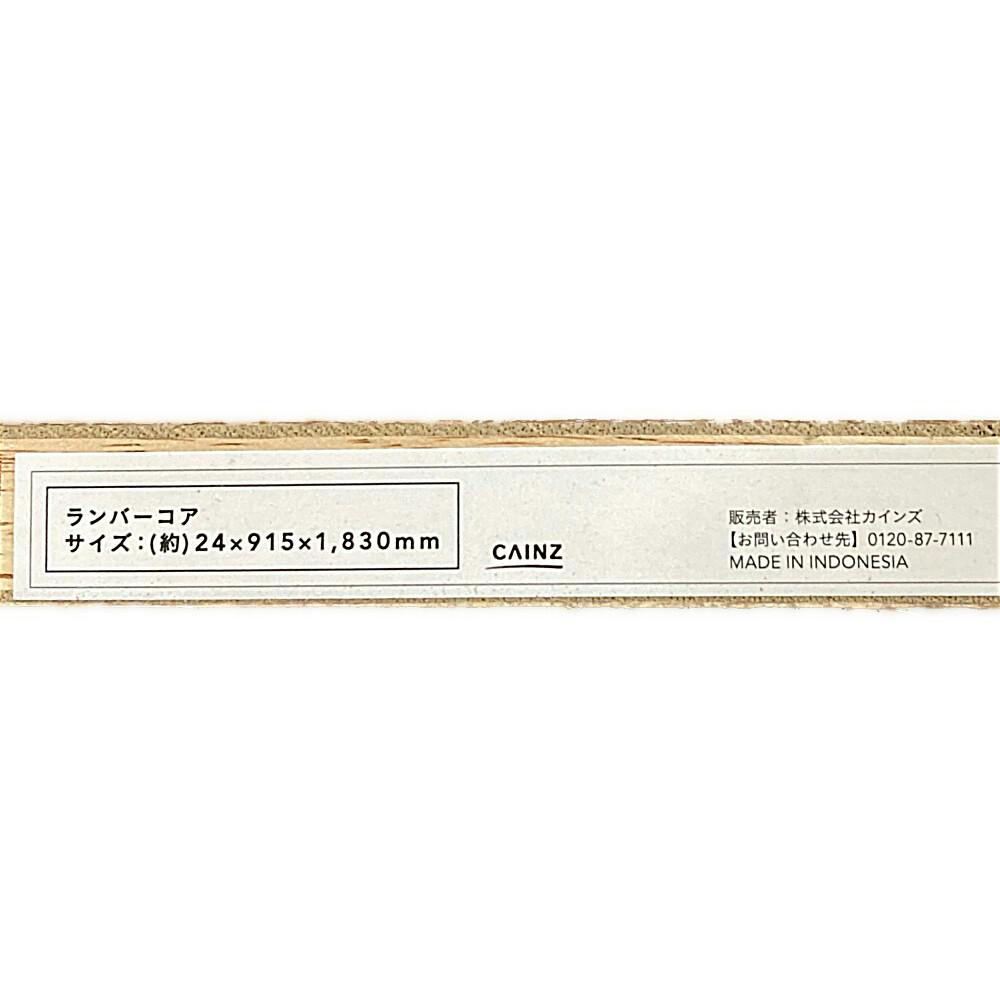 ランバーコア
サイズ：(約)24×915×1,830mm
CAINZ
販売者：株式会社カインズ
【お問い合わせ先】0120-87-7111
MADE IN INDONESIA